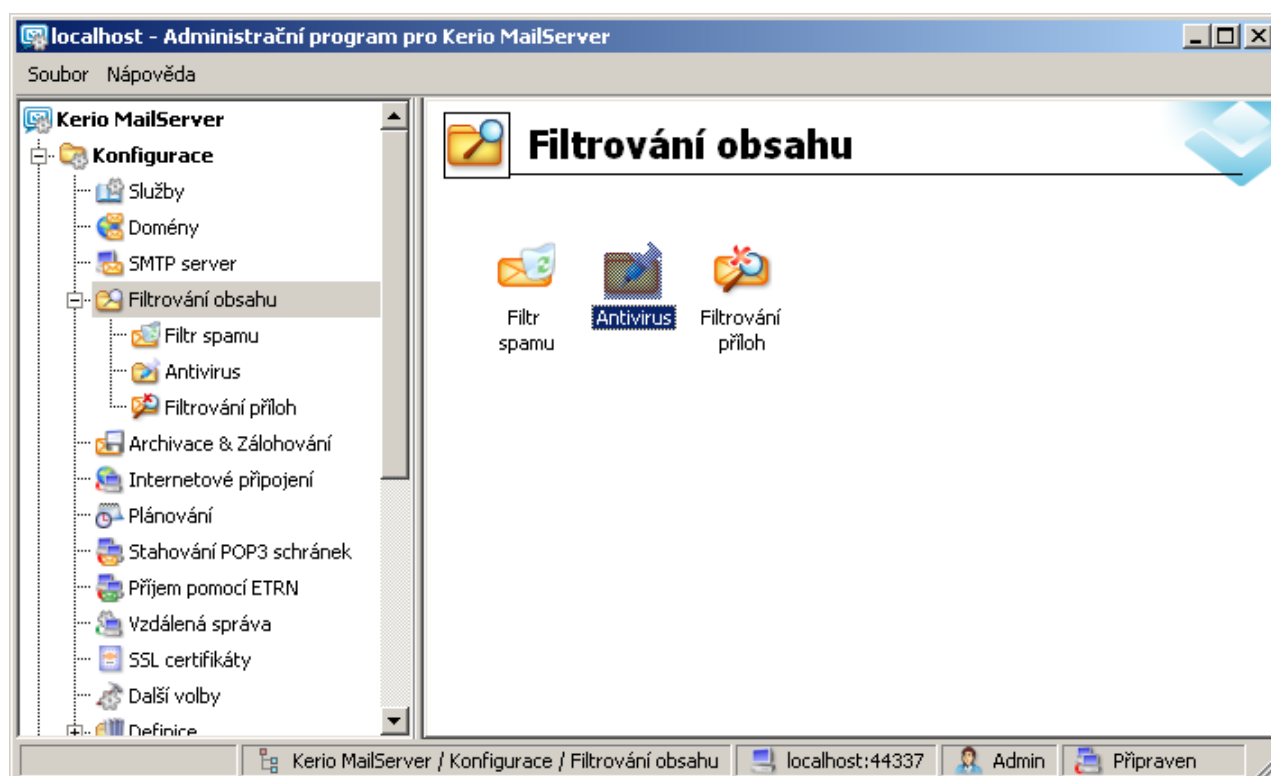 localhost - Administrační program pro Kerio MailServer
Soubor Nápověda
Kerio MailServer
Konfigurace
Služby
Domény
SMTP server
Filtrování obsahu
Filtr spamu
Antivirus
Filtrování příloh
Archivace & Zálohování
Internetové připojení
Plánování
Stahování POP3 schránek
Příjem pomocí ETRN
Vzdálená správa
SSL certifikáty
Další volby
Definice
Filtrování obsahu
Filtr
spamu
Antivirus
Filtrování
příloh
Kerio MailServer / Konfigurace / Filtrování obsahu
localhost:44337
Admin
Připraven